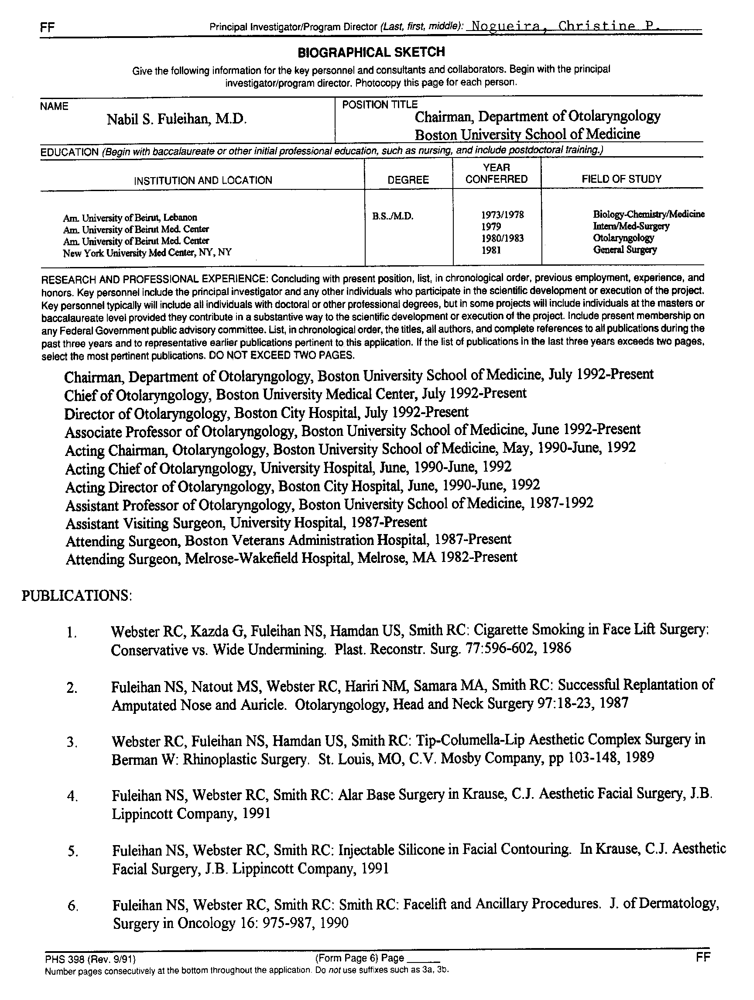 FF Principal Investigator/Program Director (Last, first, middle): Nogueira, Christine P.
BIOGRAPHICAL SKETCH
Give the following information for the key personnel and consultants and collaborators. Begin with the principal
investigator/program director. Photocopy this page for each person.
NAME
Nabil S. Fuleihan, M.D.
POSITION TITLE
Chairman, Department of Otolaryngology
Boston University School of Medicine
EDUCATION (Begin with baccalaureate or other initial professional education, such as nursing, and include postdoctoral training.)
INSTITUTION AND LOCATION DEGREE YEAR CONFERRED FIELD OF STUDY
Am. University of Beirut, Lebanon B.S../M.D. 1973/1978 Biology-Chemistry/Medicine
Am. University of Beirut Med. Center 1979 Intern/Med-Surgery
Am. University of Beirut Med. Center 1980/1983 Otolaryngology
New York University Med Center, NY, NY 1981 General Surgery
RESEARCH AND PROFESSIONAL EXPERIENCE: Concluding with present position, list, in chronological order, previous employment, experience, and
honors. Key personnel include the principal investigator and any other individuals who participate in the scientific development or execution of the project.
Key personnel typically will include all individuals with doctoral or other professional degrees, but in some projects will include individuals at the masters or
baccalaureate level provided they contribute in a substantive way to the scientific development or execution of the project. Include present membership on
any Federal Government public advisory committee. List, in chronological order, the titles, all authors, and complete references to all publications during the
past three years and to representative earlier publications pertinent to this application. If the list of publications in the last three years exceeds two pages,
select the most pertinent publications. DO NOT EXCEED TWO PAGES.
Chairman, Department of Otolaryngology, Boston University School of Medicine, July 1992-Present
Chief of Otolaryngology, Boston University Medical Center, July 1992-Present
Director of Otolaryngology, Boston City Hospital, July 1992-Present
Associate Professor of Otolaryngology, Boston University School of Medicine, June 1992-Present
Acting Chairman, Otolaryngology, Boston University School of Medicine, May, 1990-June, 1992
Acting Chief of Otolaryngology, University Hospital, June, 1990-June, 1992
Acting Director of Otolaryngology, Boston City Hospital, June, 1990-June, 1992
Assistant Professor of Otolaryngology, Boston University School of Medicine, 1987-1992
Assistant Visiting Surgeon, University Hospital, 1987-Present
Attending Surgeon, Boston Veterans Administration Hospital, 1987-Present
Attending Surgeon, Melrose-Wakefield Hospital, Melrose, MA 1982-Present
PUBLICATIONS:
1. Webster RC, Kazda G, Fuleihan NS, Hamdan US, Smith RC: Cigarette Smoking in Face Lift Surgery:
Conservative vs. Wide Undermining. Plast. Reconstr. Surg. 77:596-602, 1986
2. Fuleihan NS, Natout MS, Webster RC, Hariri NM, Samara MA, Smith RC: Successful Replantation of
Amputated Nose and Auricle. Otolaryngology, Head and Neck Surgery 97:18-23, 1987
3. Webster RC, Fuleihan NS, Hamdan US, Smith RC: Tip-Columella-Lip Aesthetic Complex Surgery in
Berman W: Rhinoplastic Surgery. St. Louis, MO, C.V. Mosby Company, pp 103-148, 1989
4. Fuleihan NS, Webster RC, Smith RC: Alar Base Surgery in Krause, C.J. Aesthetic Facial Surgery, J.B.
Lippincott Company, 1991
5. Fuleihan NS, Webster RC, Smith RC: Injectable Silicone in Facial Contouring. In Krause, C.J. Aesthetic
Facial Surgery, J.B. Lippincott Company, 1991
6. Fuleihan NS, Webster RC, Smith RC: Smith RC: Facelift and Ancillary Procedures. J. of Dermatology,
Surgery in Oncology 16: 975-987, 1990
PHS 398 (Rev. 9/91) (Form Page 6) Page ______ FF
Number pages consecutively at the bottom throughout the application. Do not use suffixes such as 3a, 3b.